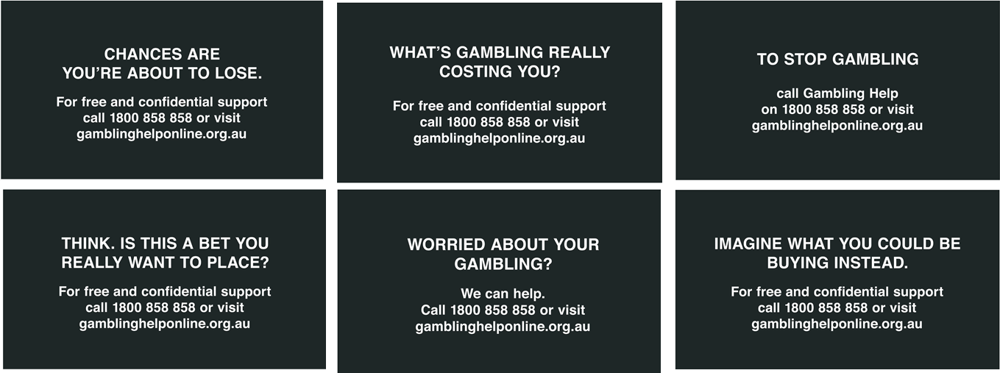 CHANCES ARE
YOU'RE ABOUT TO LOSE.
For free and confidential support
call 1800 858 858 or visit
gamblinghelponline.org.au
WHAT'S GAMBLING REALLY
COSTING YOU?
For free and confidential support
call 1800 858 858 or visit
gamblinghelponline.org.au
TO STOP GAMBLING
call Gambling Help
on 1800 858 858 or visit
gamblinghelponline.org.au
THINK. IS THIS A BET YOU
REALLY WANT TO PLACE?
For free and confidential support
call 1800 858 858 or visit
gamblinghelponline.org.au
WORRIED ABOUT YOUR
GAMBLING?
We can help.
Call 1800 858 858 or visit
gamblinghelponline.org.au
IMAGINE WHAT YOU COULD BE
BUYING INSTEAD.
For free and confidential support
call 1800 858 858 or visit
gamblinghelponline.org.au